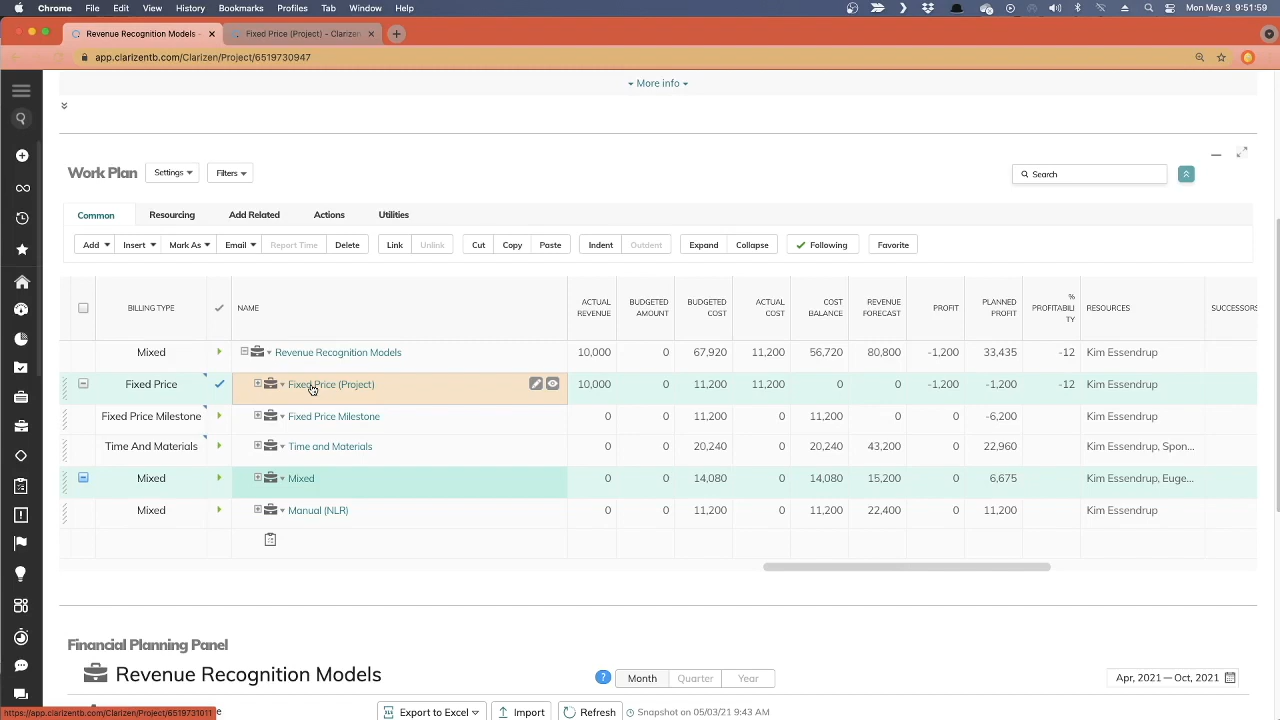 Chrome File Edit View History Bookmarks Profiles Tab Window Help Mon May 3 9:51:59
Revenue Recognition Models - Fixed Price (Project) - Clarizen
app.clarizentb.com/Clarizen/Project/6519730947
More info
Work Plan Settings Filters Search
Common Resourcing Add Related Actions Utilities
Add Insert Mark As Email Report Time Delete Link Unlink Cut Copy Paste Indent Outdent Expand Collapse Following Favorite
BILLING TYPE NAME ACTUAL REVENUE BUDGETED AMOUNT BUDGETED COST ACTUAL COST COST BALANCE REVENUE FORECAST PROFIT PLANNED PROFIT % PROFITABILI TY RESOURCES SUCCESSORS
Mixed Revenue Recognition Models 10,000 0 67,920 11,200 56,720 80,800 -1,200 33,435 -12 Kim Essendrup
Fixed Price Fixed Price (Project) 10,000 0 11,200 11,200 0 0 -1,200 -1,200 -12 Kim Essendrup
Fixed Price Milestone Fixed Price Milestone 0 0 11,200 0 11,200 0 0 -6,200 Kim Essendrup
Time And Materials Time and Materials 0 0 20,240 0 20,240 43,200 0 22,960 Kim Essendrup, Spon...
Mixed Mixed 0 0 14,080 0 14,080 15,200 0 6,675 Kim Essendrup, Euge...
Mixed Manual (NLR) 0 0 11,200 0 11,200 22,400 0 11,200 Kim Essendrup
Financial Planning Panel
Revenue Recognition Models ? Month Quarter Year Apr, 2021 — Oct, 2021
https://app.clarizentb.com/Clarizen/Project/6519731011 Export to Excel Import Refresh Snapshot on 05/03/21 9:43 AM